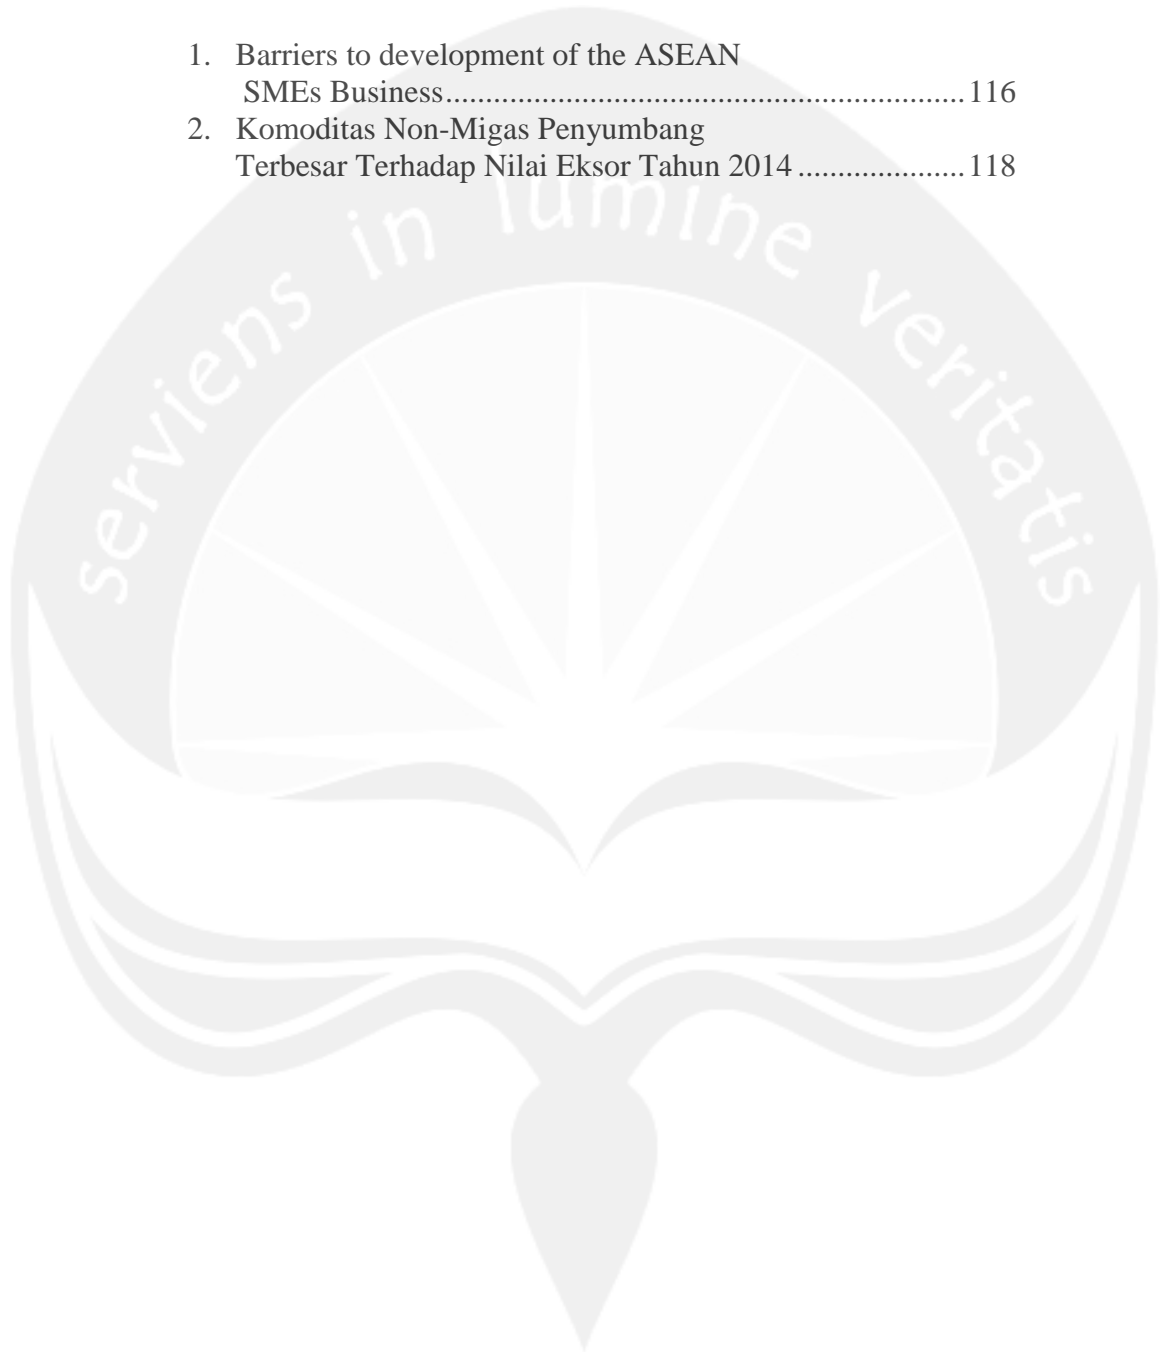 1. Barriers to development of the ASEAN
SMEs Business.................................................................116
2. Komoditas Non-Migas Penyumbang
Terbesar Terhadap Nilai Eksor Tahun 2014.....................118
serviens in lumine veritatis